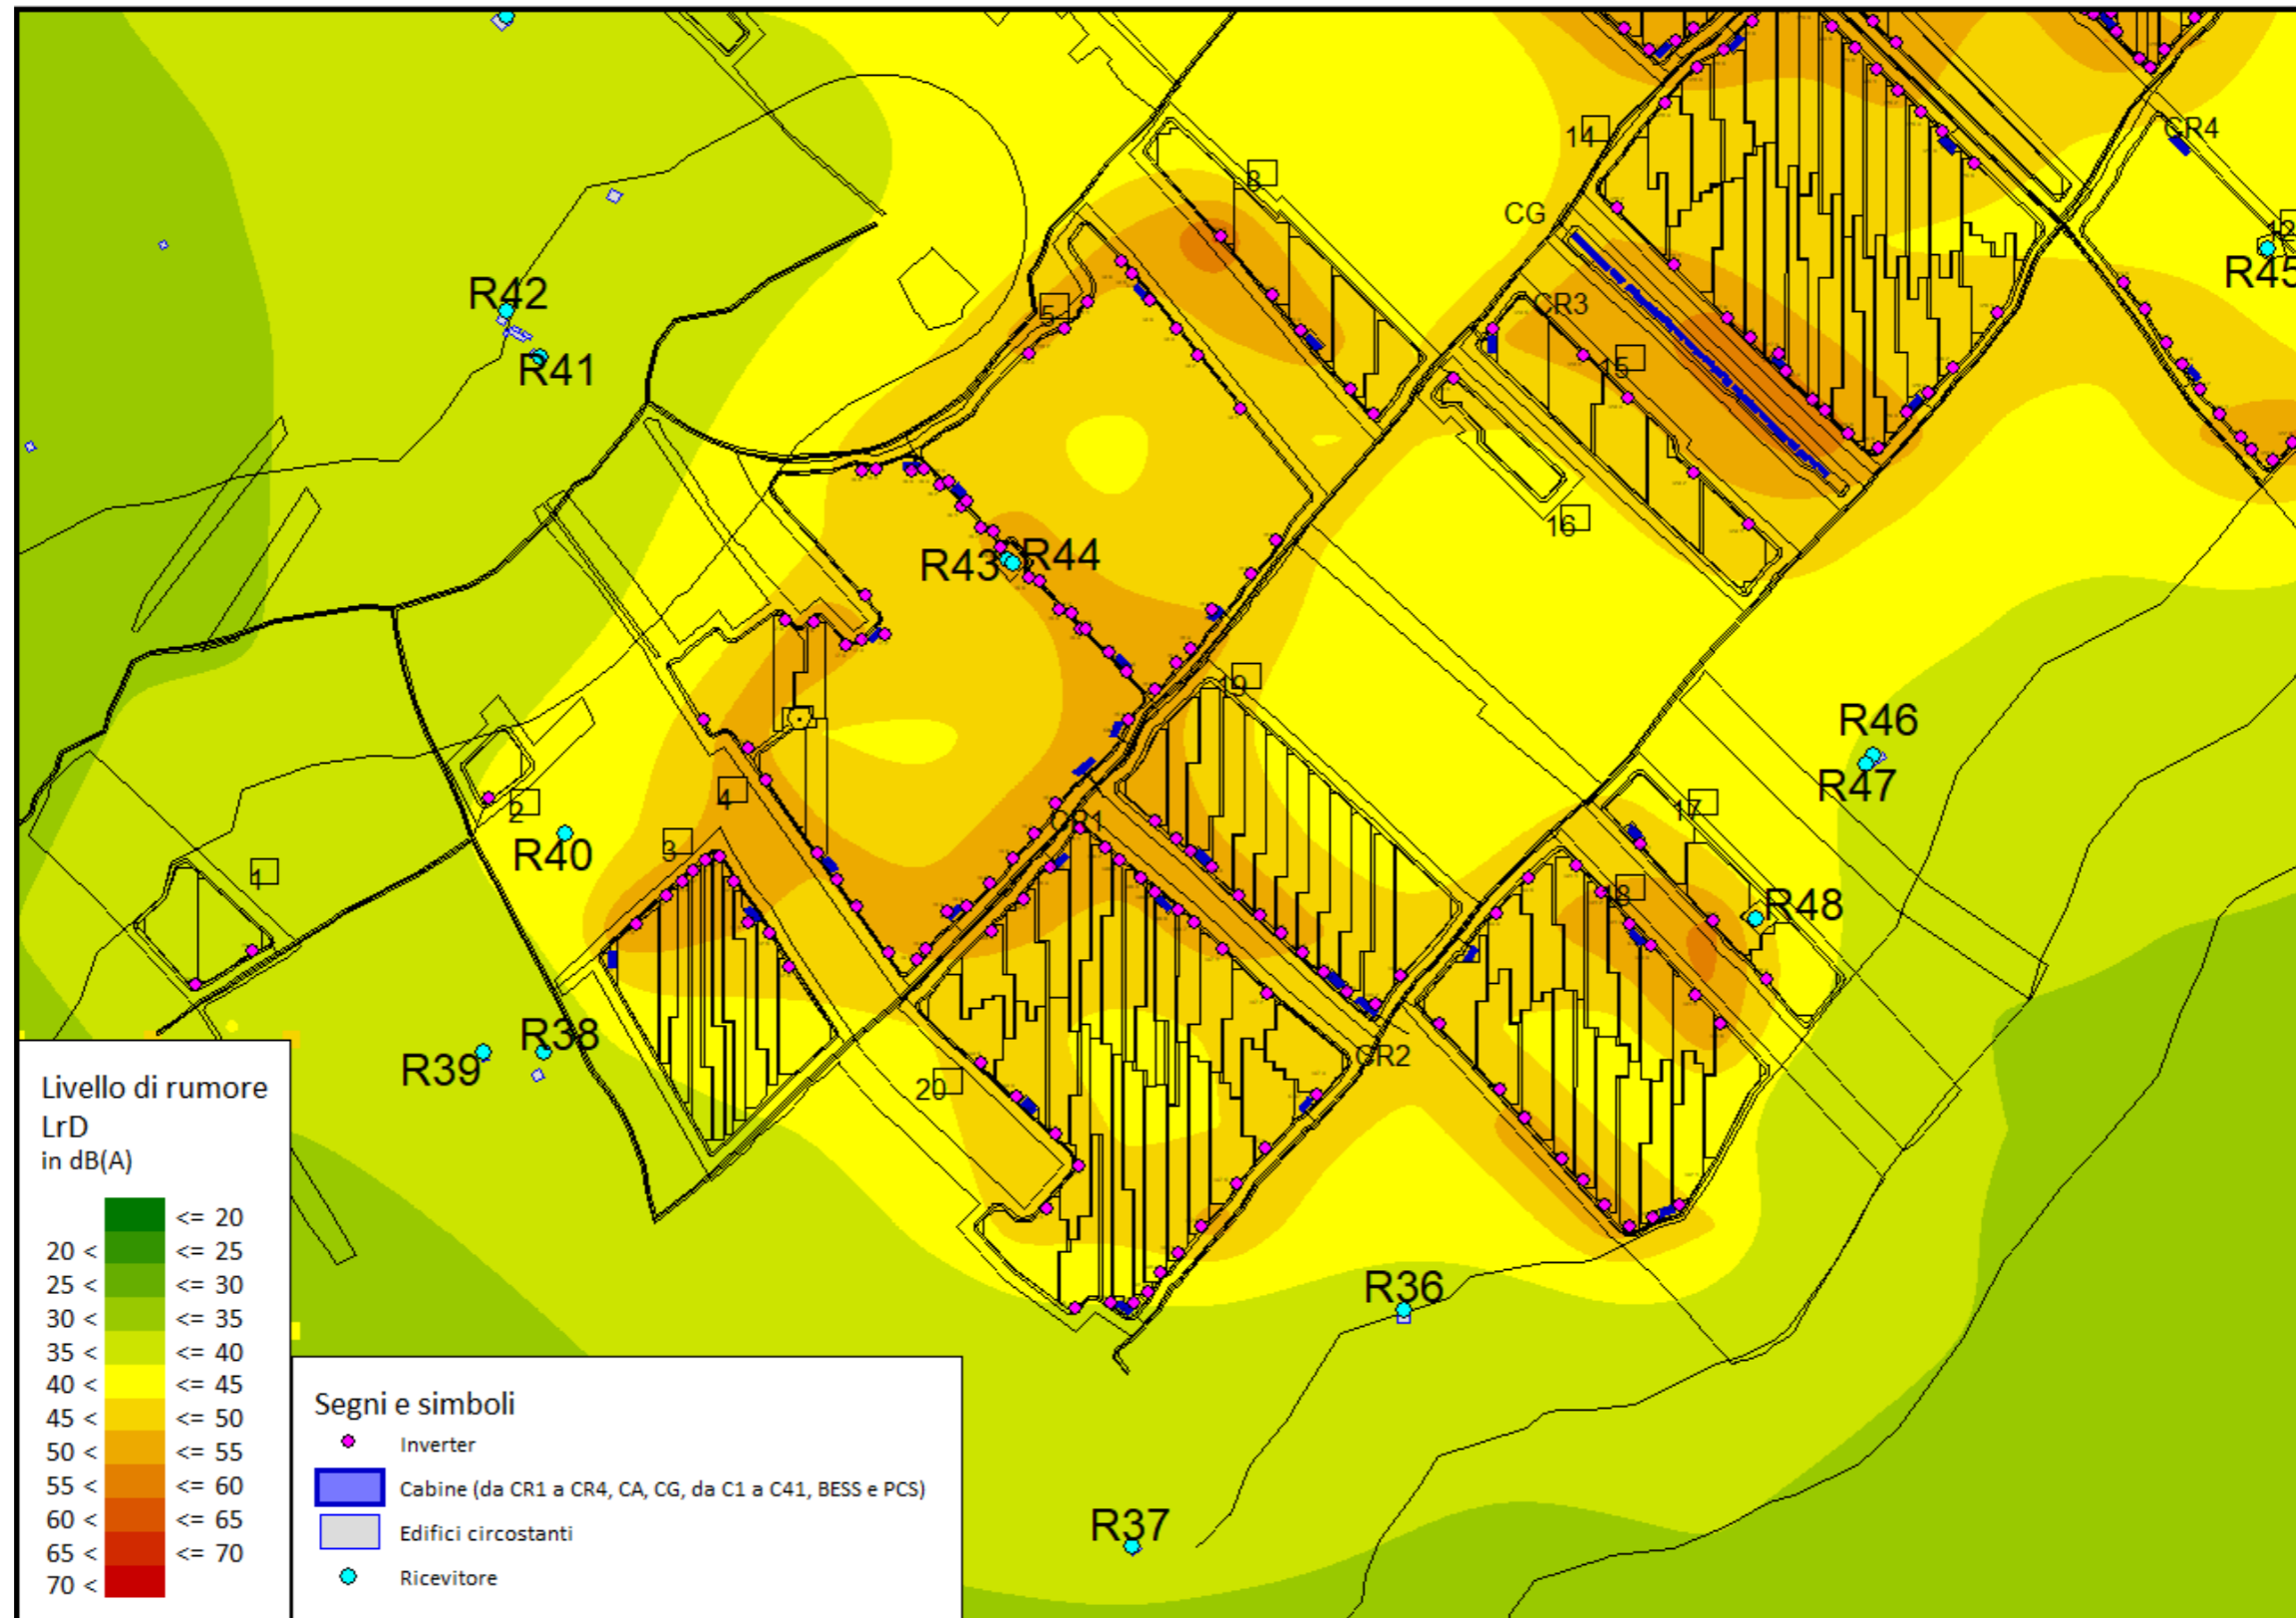 14
CR4
8
CG
12
R45
R42
5
CR3
R41
15
16
R43
R44
19
R46
R47
4
17
2
CR1
3
R40
1
18
R48
R38
R39
20
CR2
R36
R37
Livello di rumore
LrD
in dB(A)
<= 20
20 < <= 25
25 < <= 30
30 < <= 35
35 < <= 40
40 < <= 45
45 < <= 50
50 < <= 55
55 < <= 60
60 < <= 65
65 < <= 70
70 <
Segni e simboli
Inverter
Cabine (da CR1 a CR4, CA, CG, da C1 a C41, BESS e PCS)
Edifici circostanti
Ricevitore